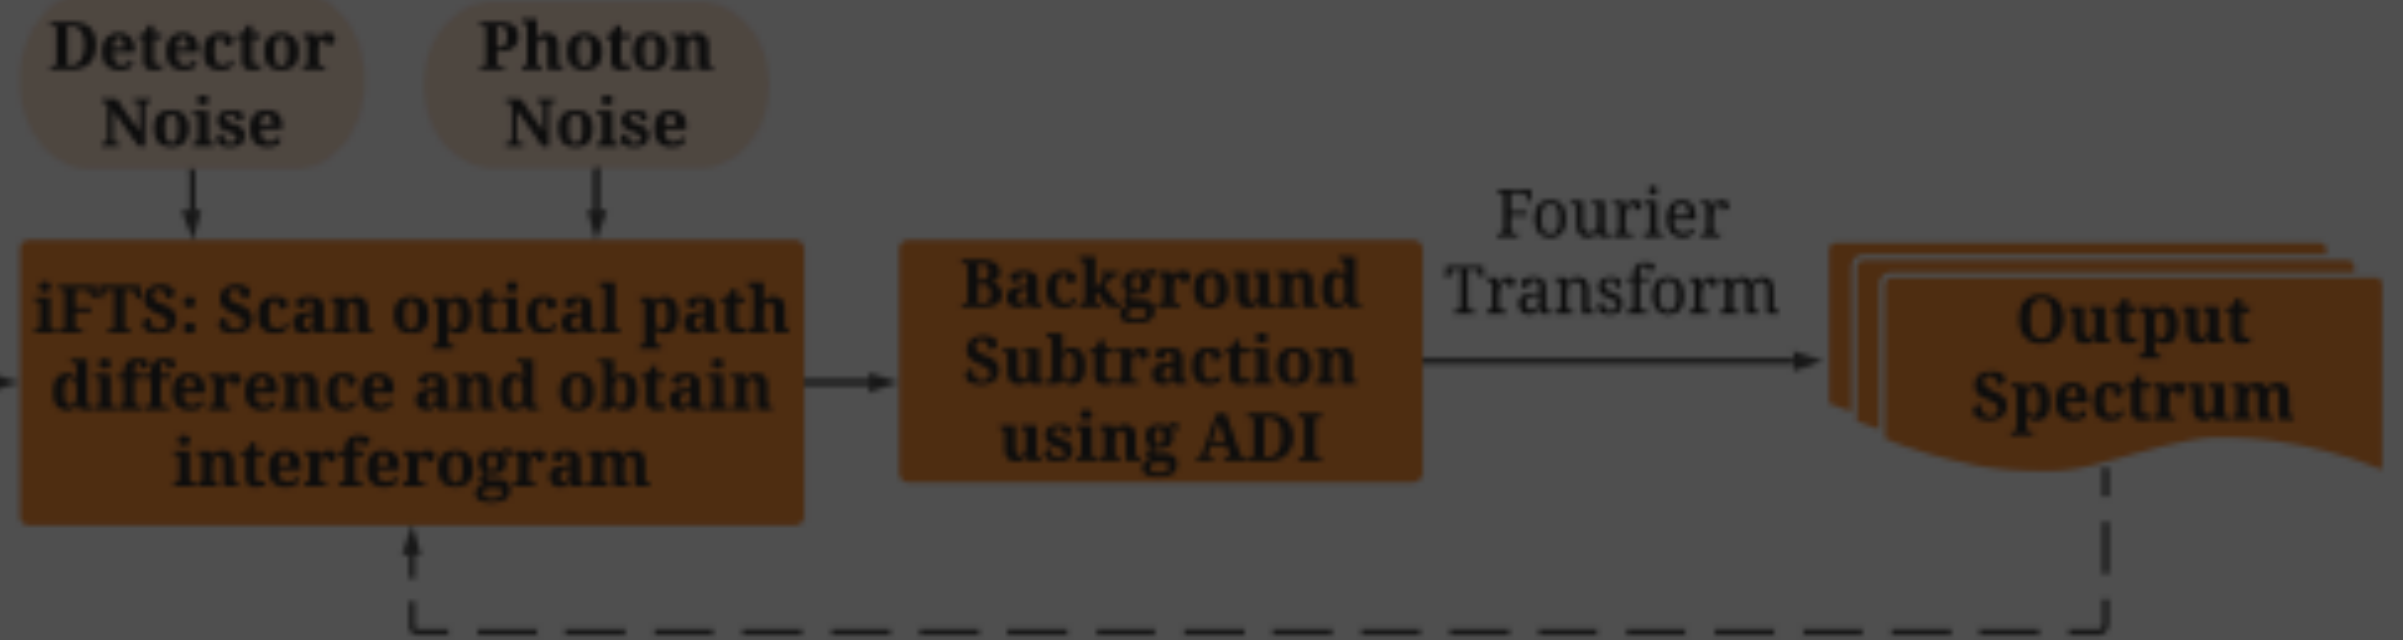 Detector
Noise
Photon
Noise
iFTS: Scan optical path
difference and obtain
interferogram
Background
Subtraction
using ADI
Fourier
Transform
Output
Spectrum